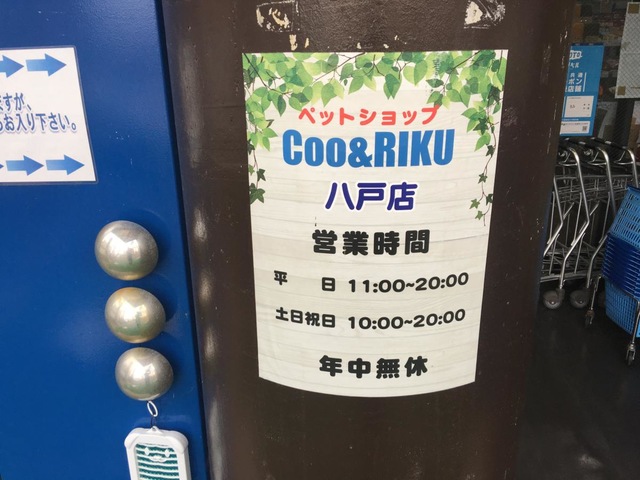 ますが、
お入り下さい。
ペットショップ
Coo&RIKU
八戸店
営業時間
平　日 11:00~20:00
土日祝日 10:00~20:00
年中無休